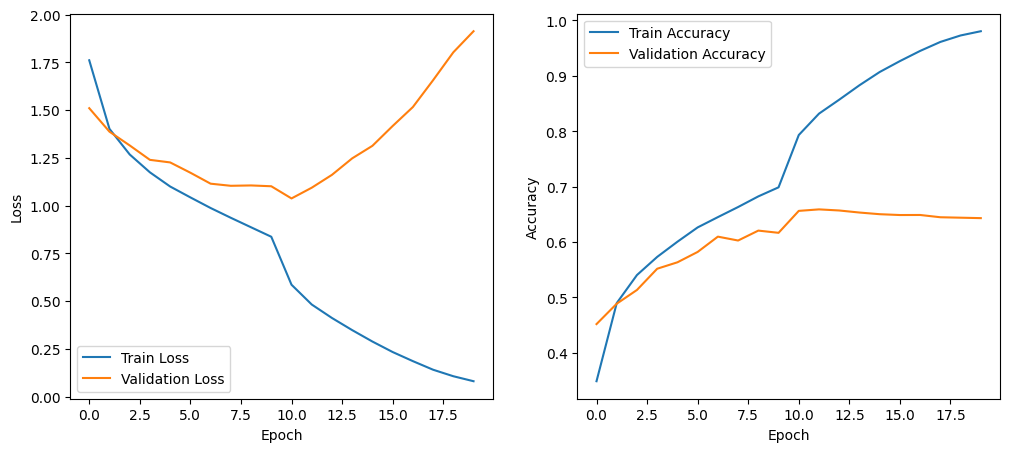 2.00
1.75
1.50
1.25
1.00
0.75
0.50
0.25
0.00
Loss
Train Loss
Validation Loss
0.0 2.5 5.0 7.5 10.0 12.5 15.0 17.5
Epoch
Train Accuracy
Validation Accuracy
1.0
0.9
0.8
0.7
0.6
0.5
0.4
Accuracy
0.0 2.5 5.0 7.5 10.0 12.5 15.0 17.5
Epoch